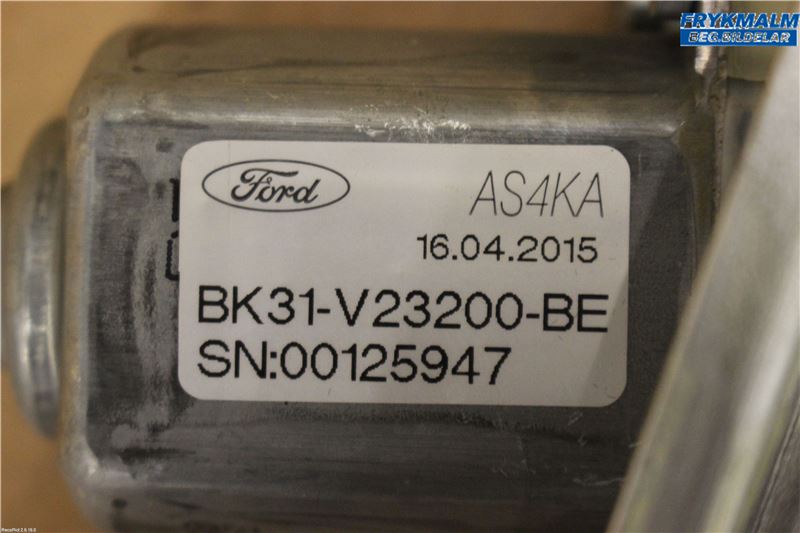 FRYKMALM
BEG.BILDELAR
Ford
AS4KA
16.04.2015
BK31-V23200-BE
SN:00125947